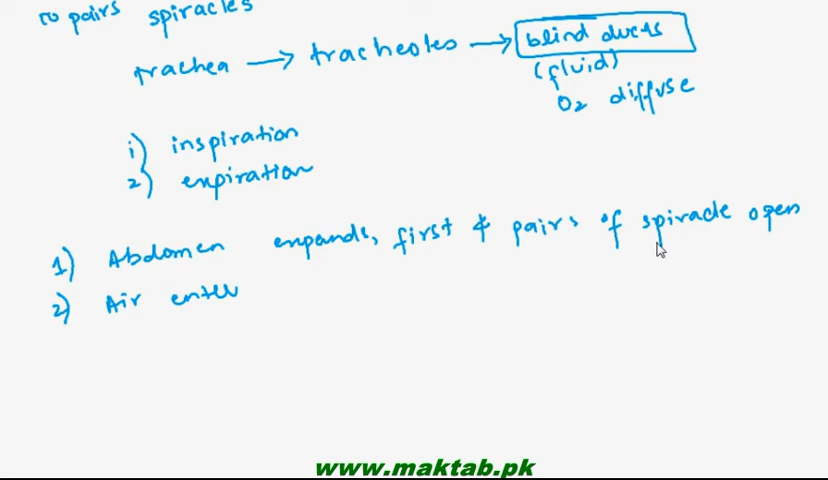 10 pairs spiracles
trachea → tracheoles → blind ducts
(fluid)
O2 diffuse
i) inspiration
2) expiration
1) Abdomen expands, first 4 pairs of spiracle open
2) Air enter
www.maktab.pk